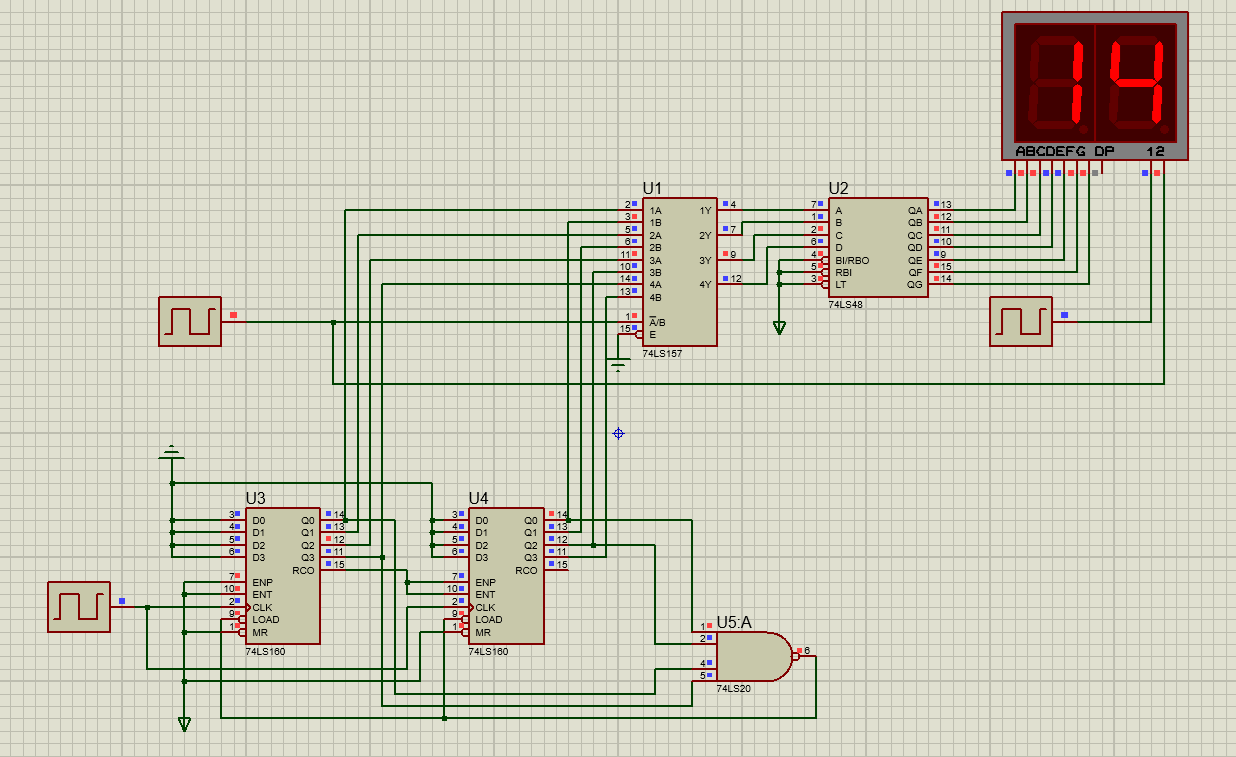 14
ABCDEFG DP 12
U1
2 1A 1Y 4
3 1B
5 2A 2Y 7
6 2B
11 3A 3Y 9
10 3B
14 4A 4Y 12
13 4B
1 A/B
15 E
74LS157
U2
7 A QA 13
1 B QB 12
2 C QC 11
6 D QD 10
4 BI/RBO QE 9
5 RBI QF 15
3 LT QG 14
74LS48
U3
3 D0 Q0 14
4 D1 Q1 13
5 D2 Q2 12
6 D3 Q3 11
RCO 15
7 ENP
10 ENT
2 CLK
9 LOAD
1 MR
74LS160
U4
3 D0 Q0 14
4 D1 Q1 13
5 D2 Q2 12
6 D3 Q3 11
RCO 15
7 ENP
10 ENT
2 CLK
9 LOAD
1 MR
74LS160
U5:A
1
2
4
5
6
74LS20